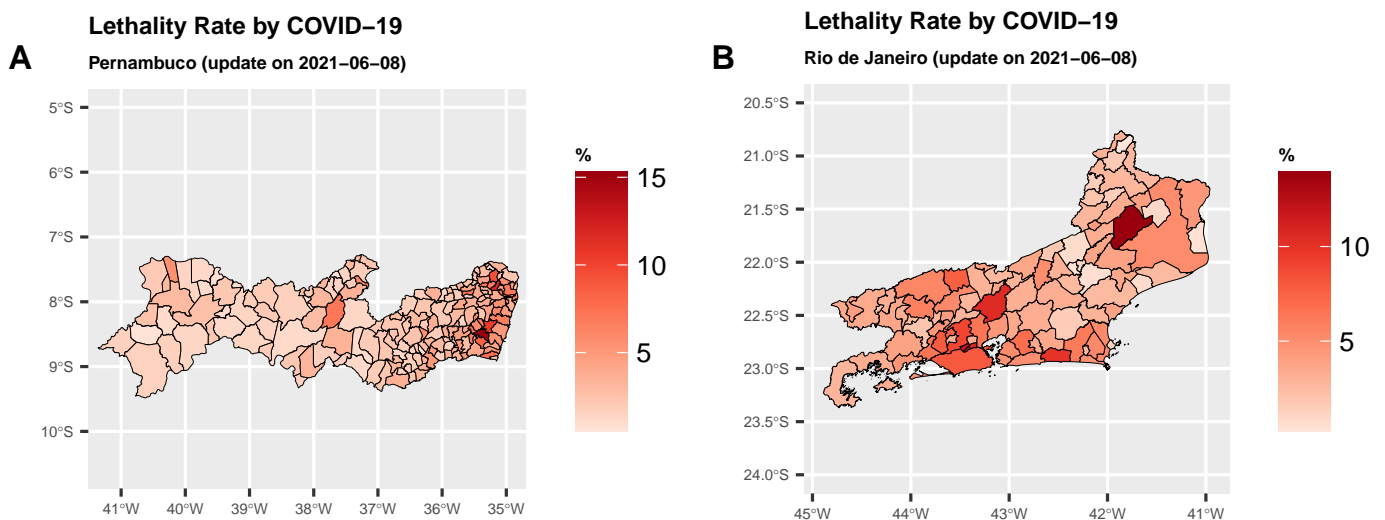 A
Lethality Rate by COVID−19
Pernambuco (update on 2021−06−08)
5°S
6°S
7°S
8°S
9°S
10°S
41°W 40°W 39°W 38°W 37°W 36°W 35°W
%
15
10
5
B
Lethality Rate by COVID−19
Rio de Janeiro (update on 2021−06−08)
20.5°S
21.0°S
21.5°S
22.0°S
22.5°S
23.0°S
23.5°S
24.0°S
45°W 44°W 43°W 42°W 41°W
%
10
5